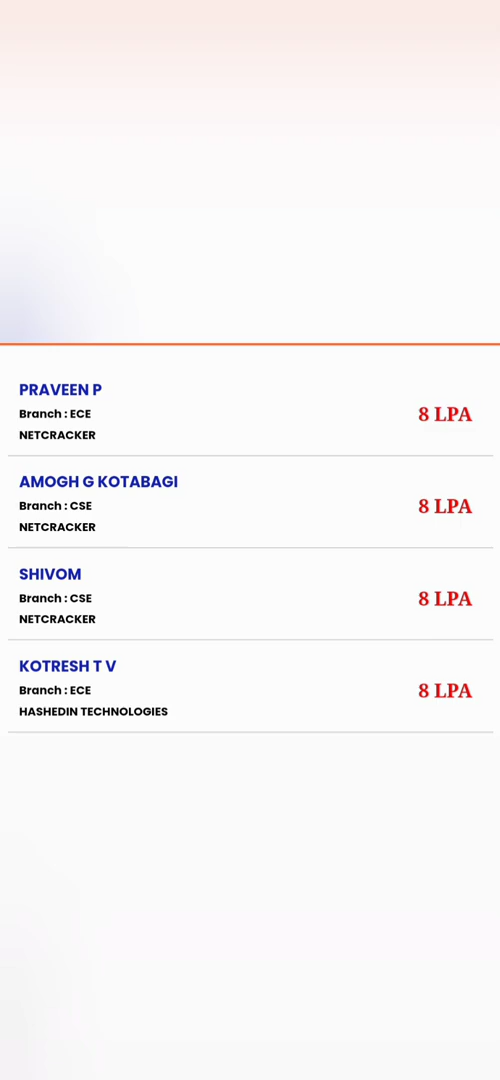 PRAVEEN P
Branch : ECE
8 LPA
NETCRACKER
AMOGH G KOTABAGI
Branch : CSE
8 LPA
NETCRACKER
SHIVOM
Branch : CSE
8 LPA
NETCRACKER
KOTRESH T V
Branch : ECE
8 LPA
HASHEDIN TECHNOLOGIES